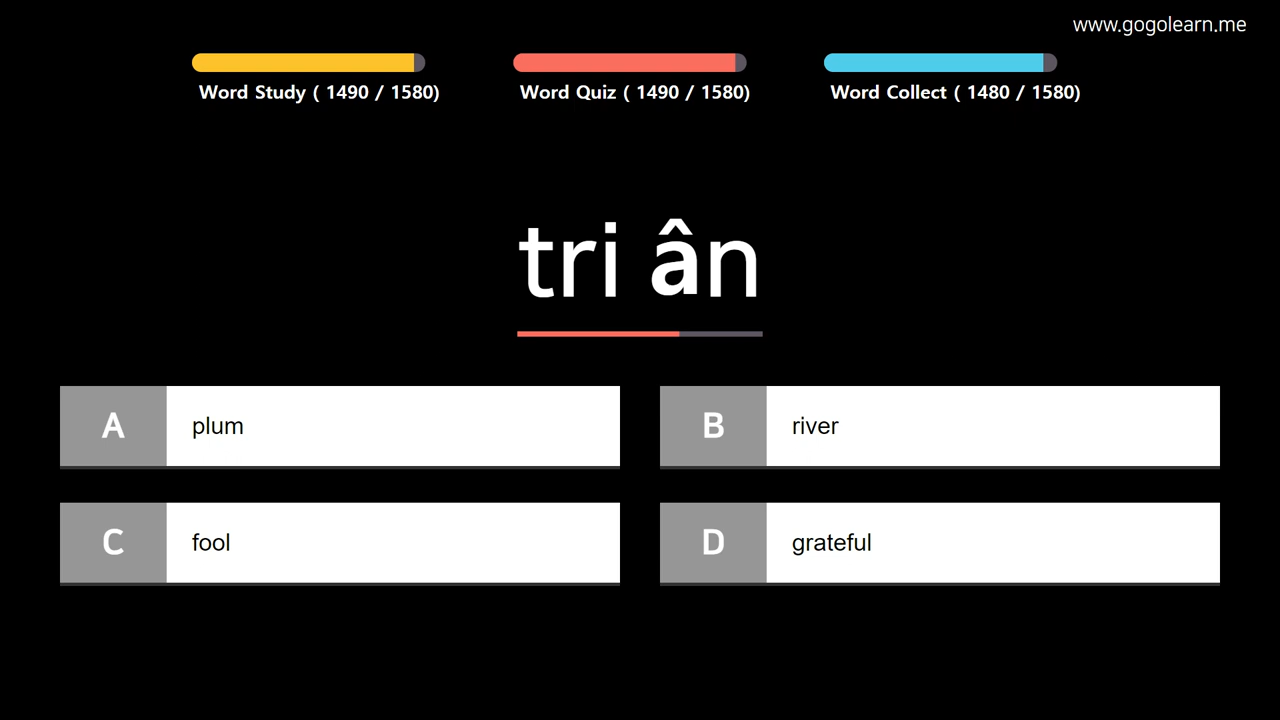 www.gogolearn.me
Word Study ( 1490 / 1580)
Word Quiz ( 1490 / 1580)
Word Collect ( 1480 / 1580)
tri ân
A plum
B river
C fool
D grateful